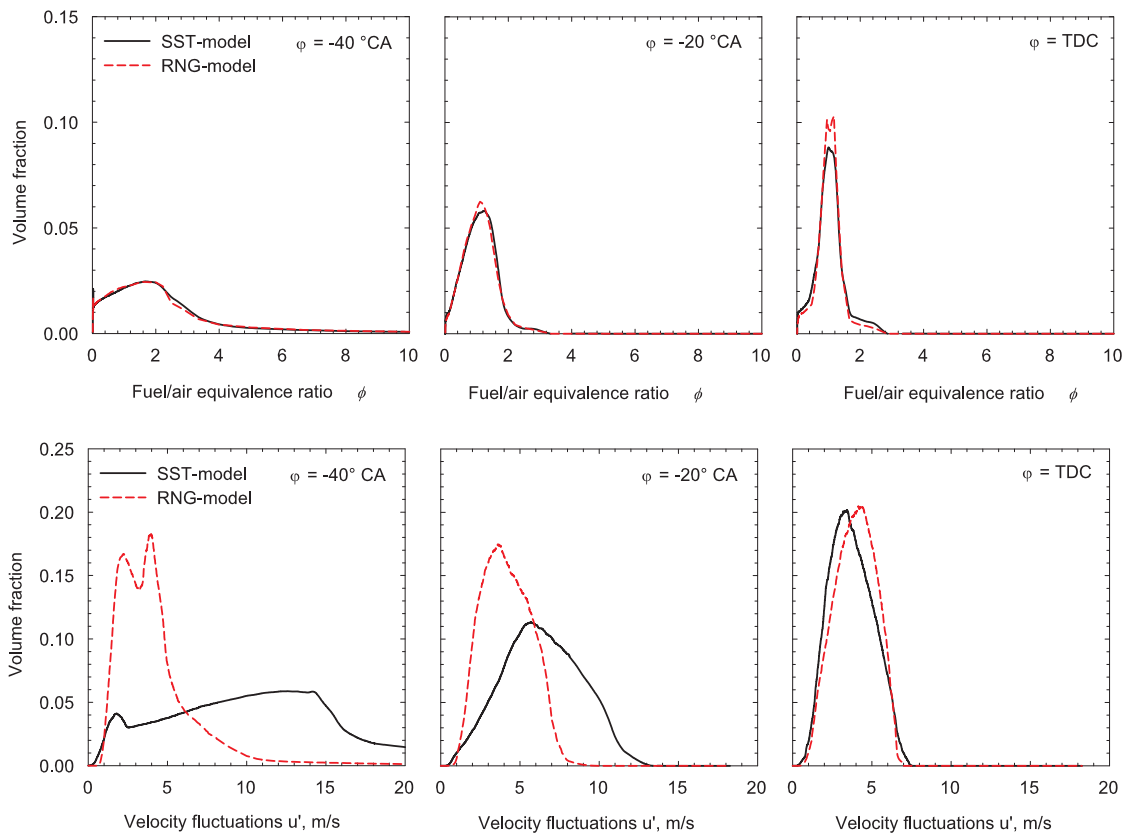 0.15
0.10
0.05
0.00
Volume fraction
SST-model
RNG-model
φ = -40 °CA
0 2 4 6 8 10
Fuel/air equivalence ratio ϕ
φ = -20 °CA
0 2 4 6 8 10
Fuel/air equivalence ratio ϕ
φ = TDC
0 2 4 6 8 10
Fuel/air equivalence ratio ϕ
0.25
0.20
0.15
0.10
0.05
0.00
Volume fraction
SST-model
RNG-model
φ = -40° CA
0 5 10 15 20
Velocity fluctuations u', m/s
φ = -20° CA
0 5 10 15 20
Velocity fluctuations u', m/s
φ = TDC
0 5 10 15 20
Velocity fluctuations u', m/s